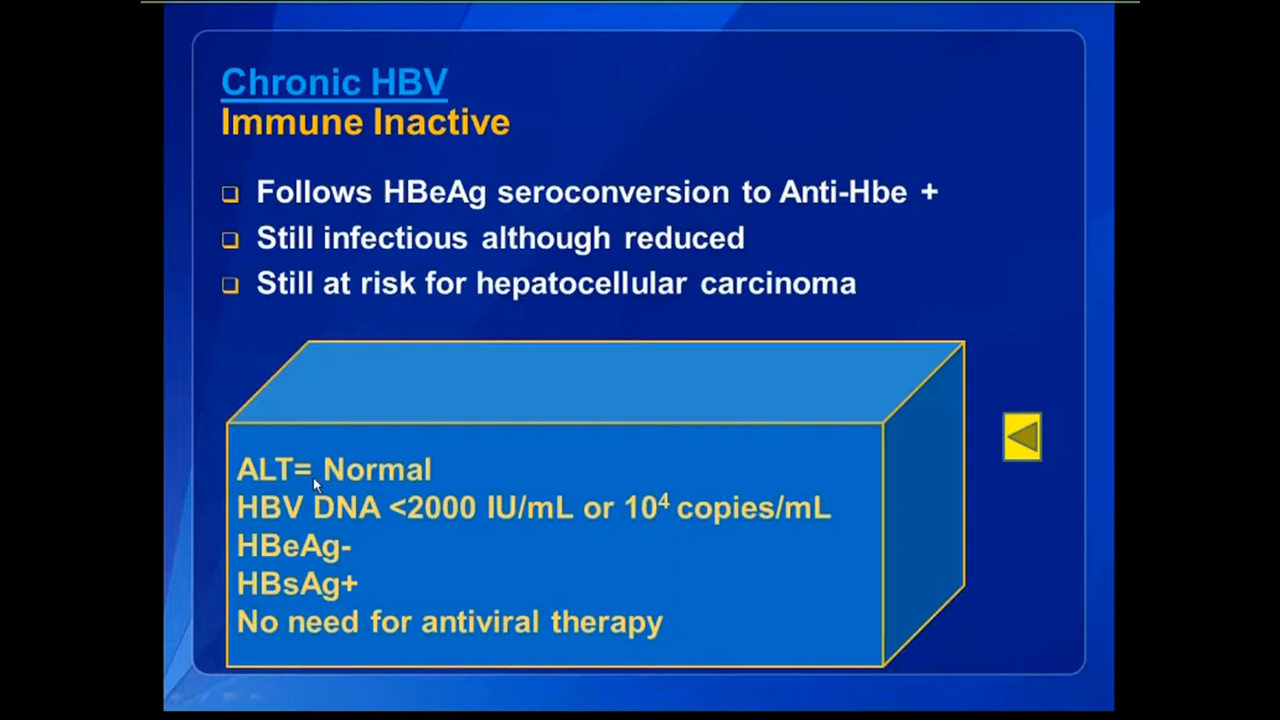 Chronic HBV
Immune Inactive
Follows HBeAg seroconversion to Anti-Hbe +
Still infectious although reduced
Still at risk for hepatocellular carcinoma
ALT= Normal
HBV DNA <2000 IU/mL or 10⁴ copies/mL
HBeAg-
HBsAg+
No need for antiviral therapy